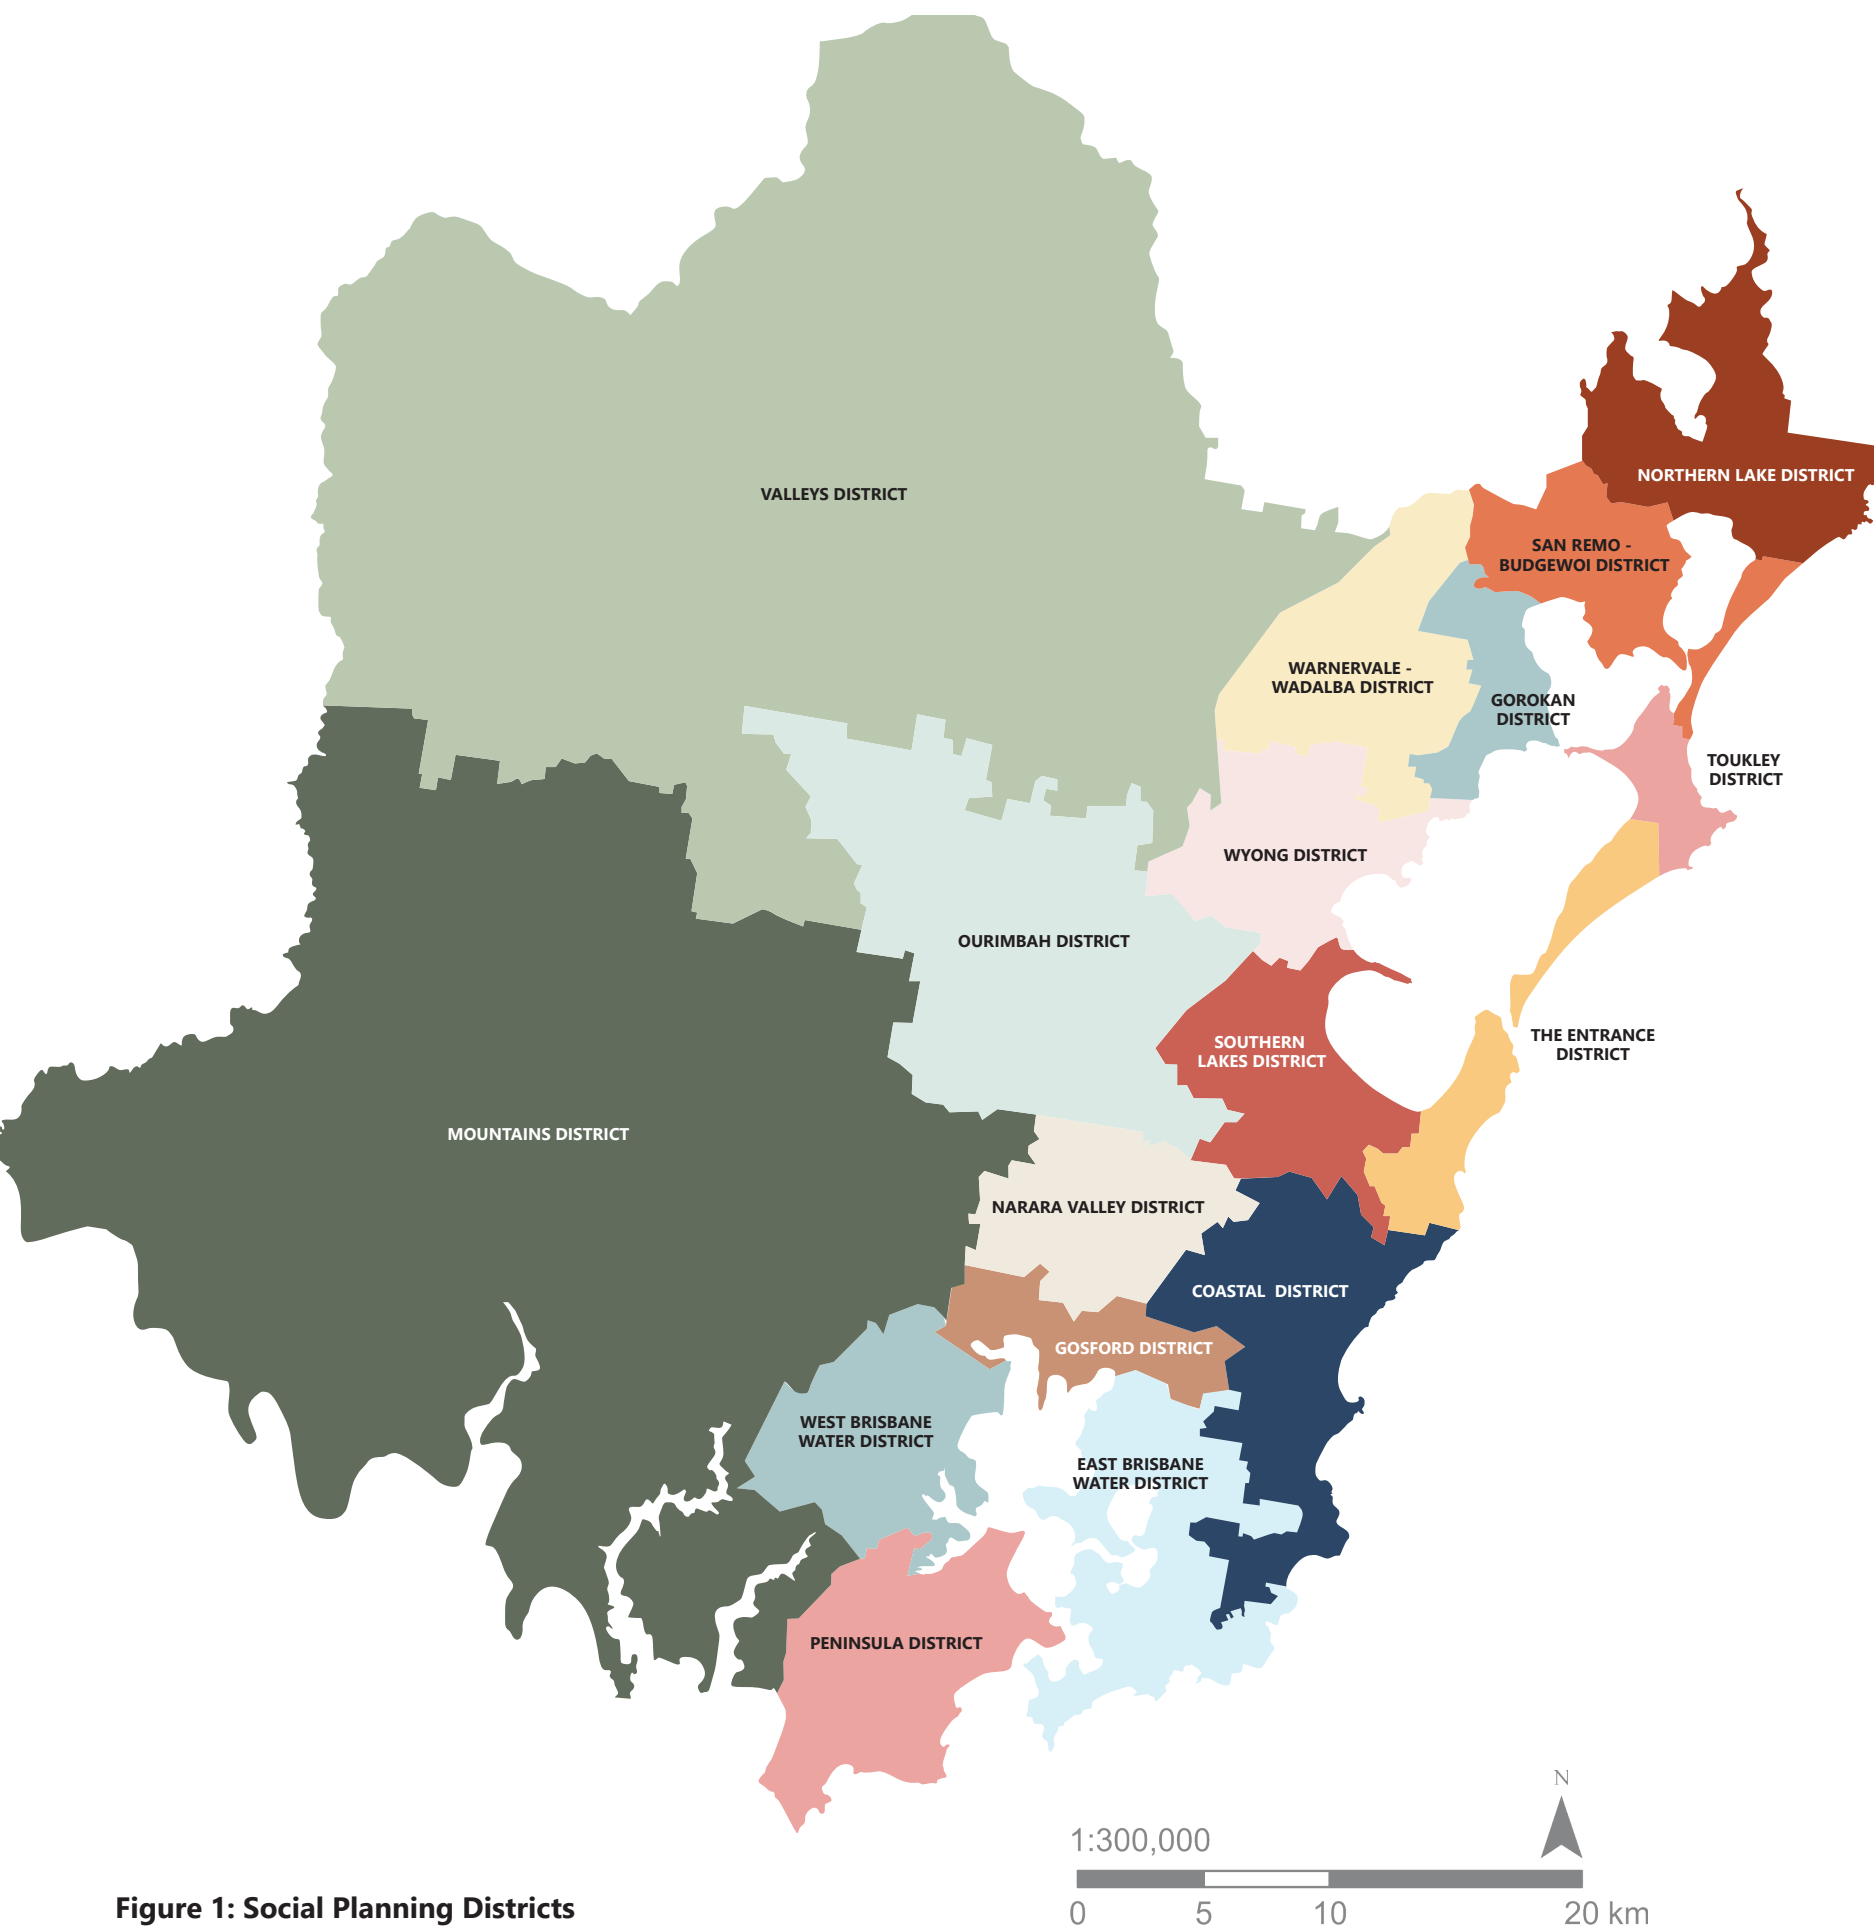 VALLEYS DISTRICT
NORTHERN LAKE DISTRICT
SAN REMO -
BUDGEWOI DISTRICT
WARNERVALE -
WADALBA DISTRICT
GOROKAN
DISTRICT
TOUKLEY
DISTRICT
WYONG DISTRICT
OURIMBAH DISTRICT
THE ENTRANCE
DISTRICT
SOUTHERN
LAKES DISTRICT
MOUNTAINS DISTRICT
NARARA VALLEY DISTRICT
COASTAL  DISTRICT
GOSFORD DISTRICT
WEST BRISBANE
WATER DISTRICT
EAST BRISBANE
WATER DISTRICT
PENINSULA DISTRICT
N
1:300,000
0 5 10 20 km
Figure 1: Social Planning Districts